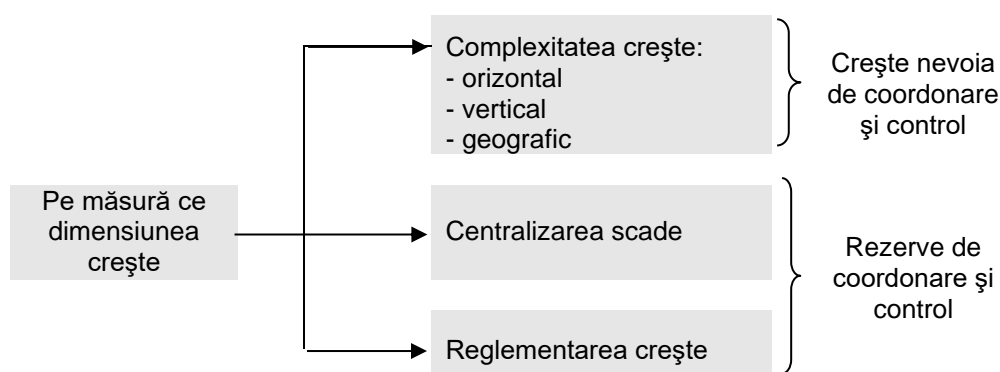 Pe măsură ce
dimensiunea
creşte
Complexitatea creşte:
- orizontal
- vertical
- geografic
Creşte nevoia
de coordonare
şi control
Centralizarea scade
Reglementarea creşte
Rezerve de
coordonare şi
control